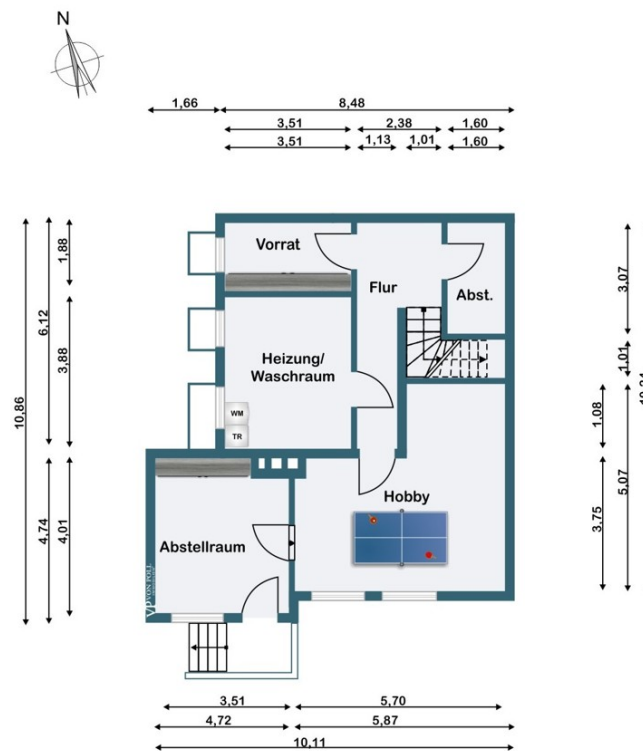 N
1,66
8,48
3,51
2,38
1,60
3,51
1,13
1,01
1,60
Vorrat
Flur
Abst.
Heizung/
Waschraum
WM
TR
Hobby
Abstellraum
VP VON POLL
10,86
6,12
4,74
1,88
3,88
4,01
3,07
1,01
1,08
3,75
5,07
3,51
5,70
4,72
5,87
10,11